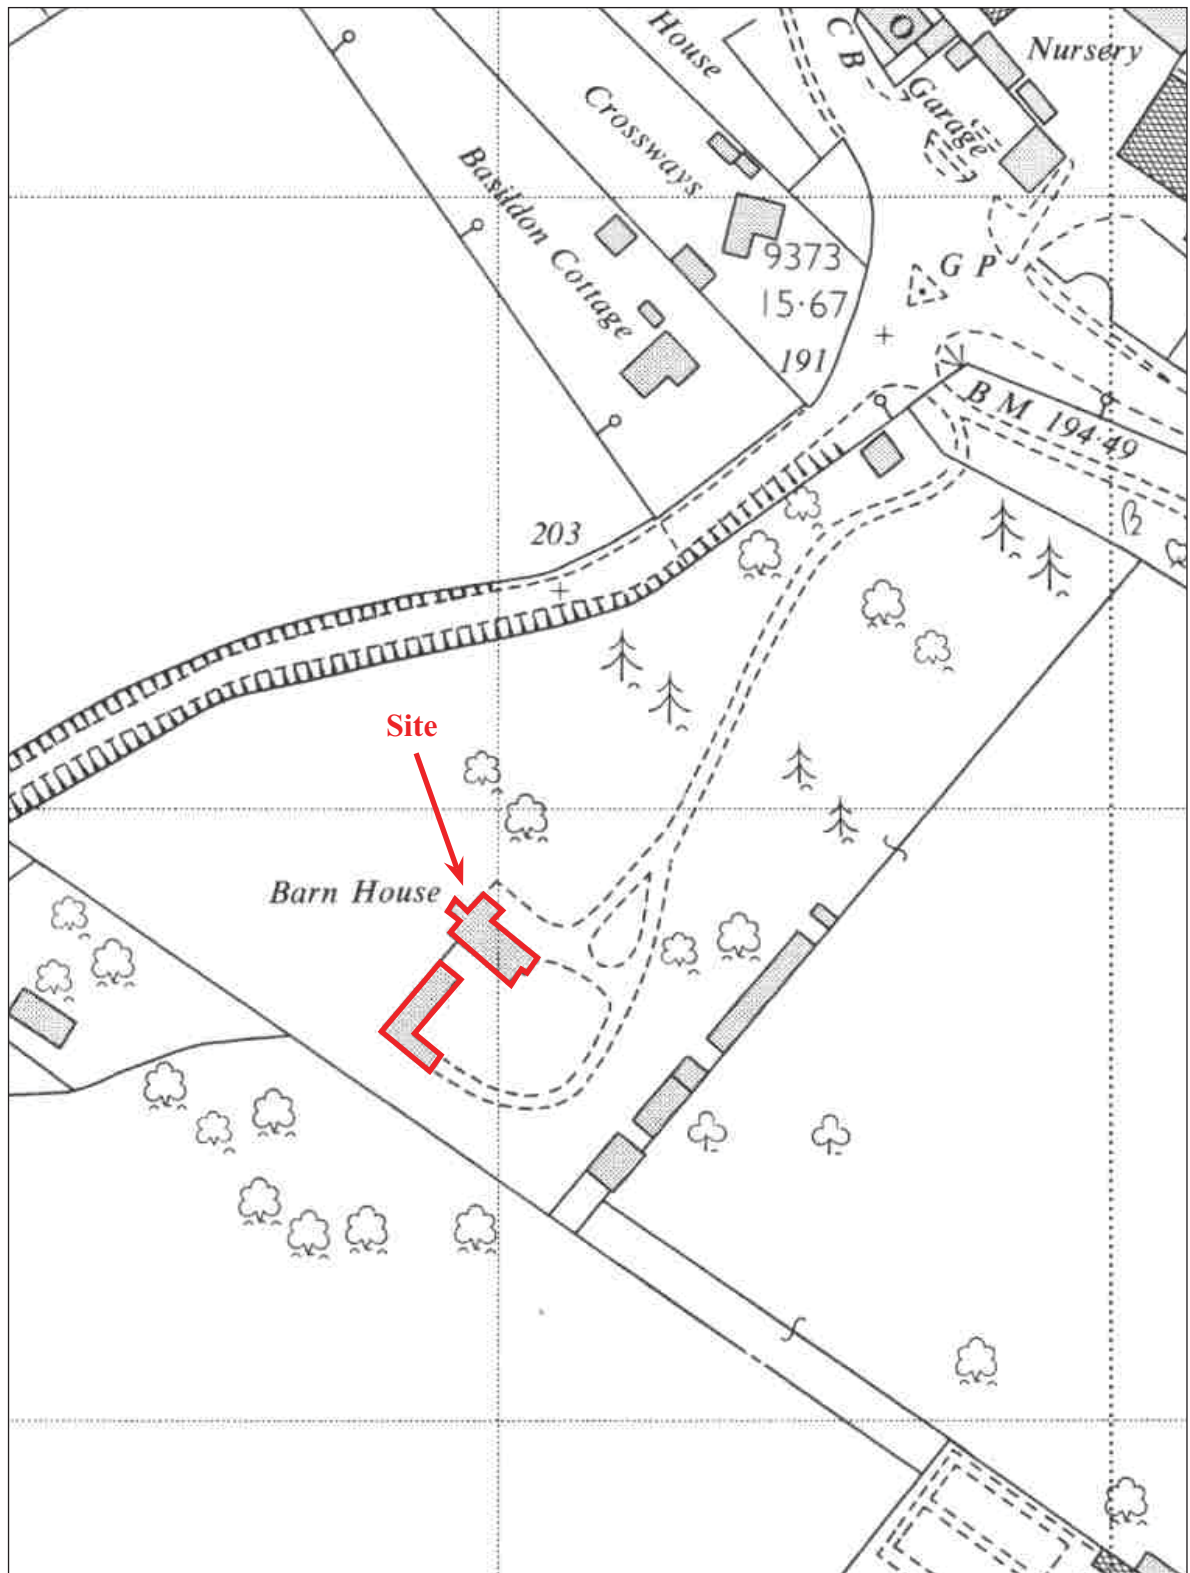 House
C B
Nursery
Garage
Crossways
Basildon Cottage
9373
15·67
191
G P
B M 194·49
203
Site
Barn House